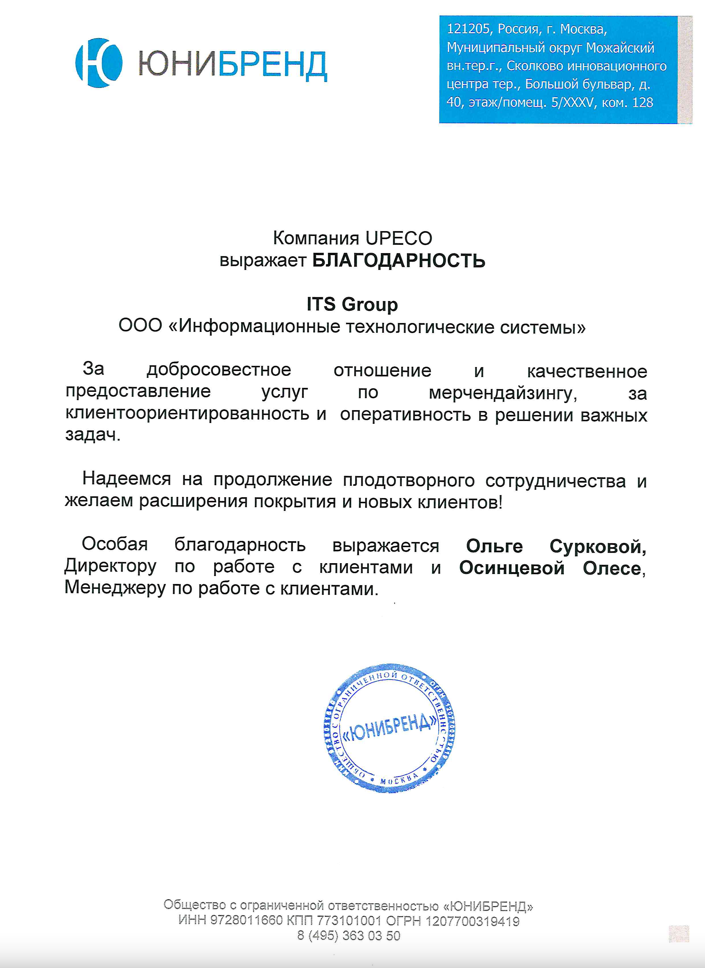 ЮНИБРЕНД
121205, Россия, г. Москва,
Муниципальный округ Можайский
вн.тер.г., Сколково инновационного
центра тер., Большой бульвар, д.
40, этаж/помещ. 5/XXXV, ком. 128
Компания UPECO
выражает БЛАГОДАРНОСТЬ
ITS Group
ООО «Информационные технологические системы»
За добросовестное отношение и качественное
предоставление услуг по мерчендайзингу, за
клиентоориентированность и оперативность в решении важных
задач.
Надеемся на продолжение плодотворного сотрудничества и
желаем расширения покрытия и новых клиентов!
Особая благодарность выражается Ольге Сурковой,
Директору по работе с клиентами и Осинцевой Олесе,
Менеджеру по работе с клиентами.
ОБЩЕСТВО С ОГРАНИЧЕННОЙ ОТВЕТСТВЕННОСТЬЮ
«ЮНИБРЕНД»
* МОСКВА *
Общество с ограниченной ответственностью «ЮНИБРЕНД»
ИНН 9728011660 КПП 773101001 ОГРН 1207700319419
8 (495) 363 03 50